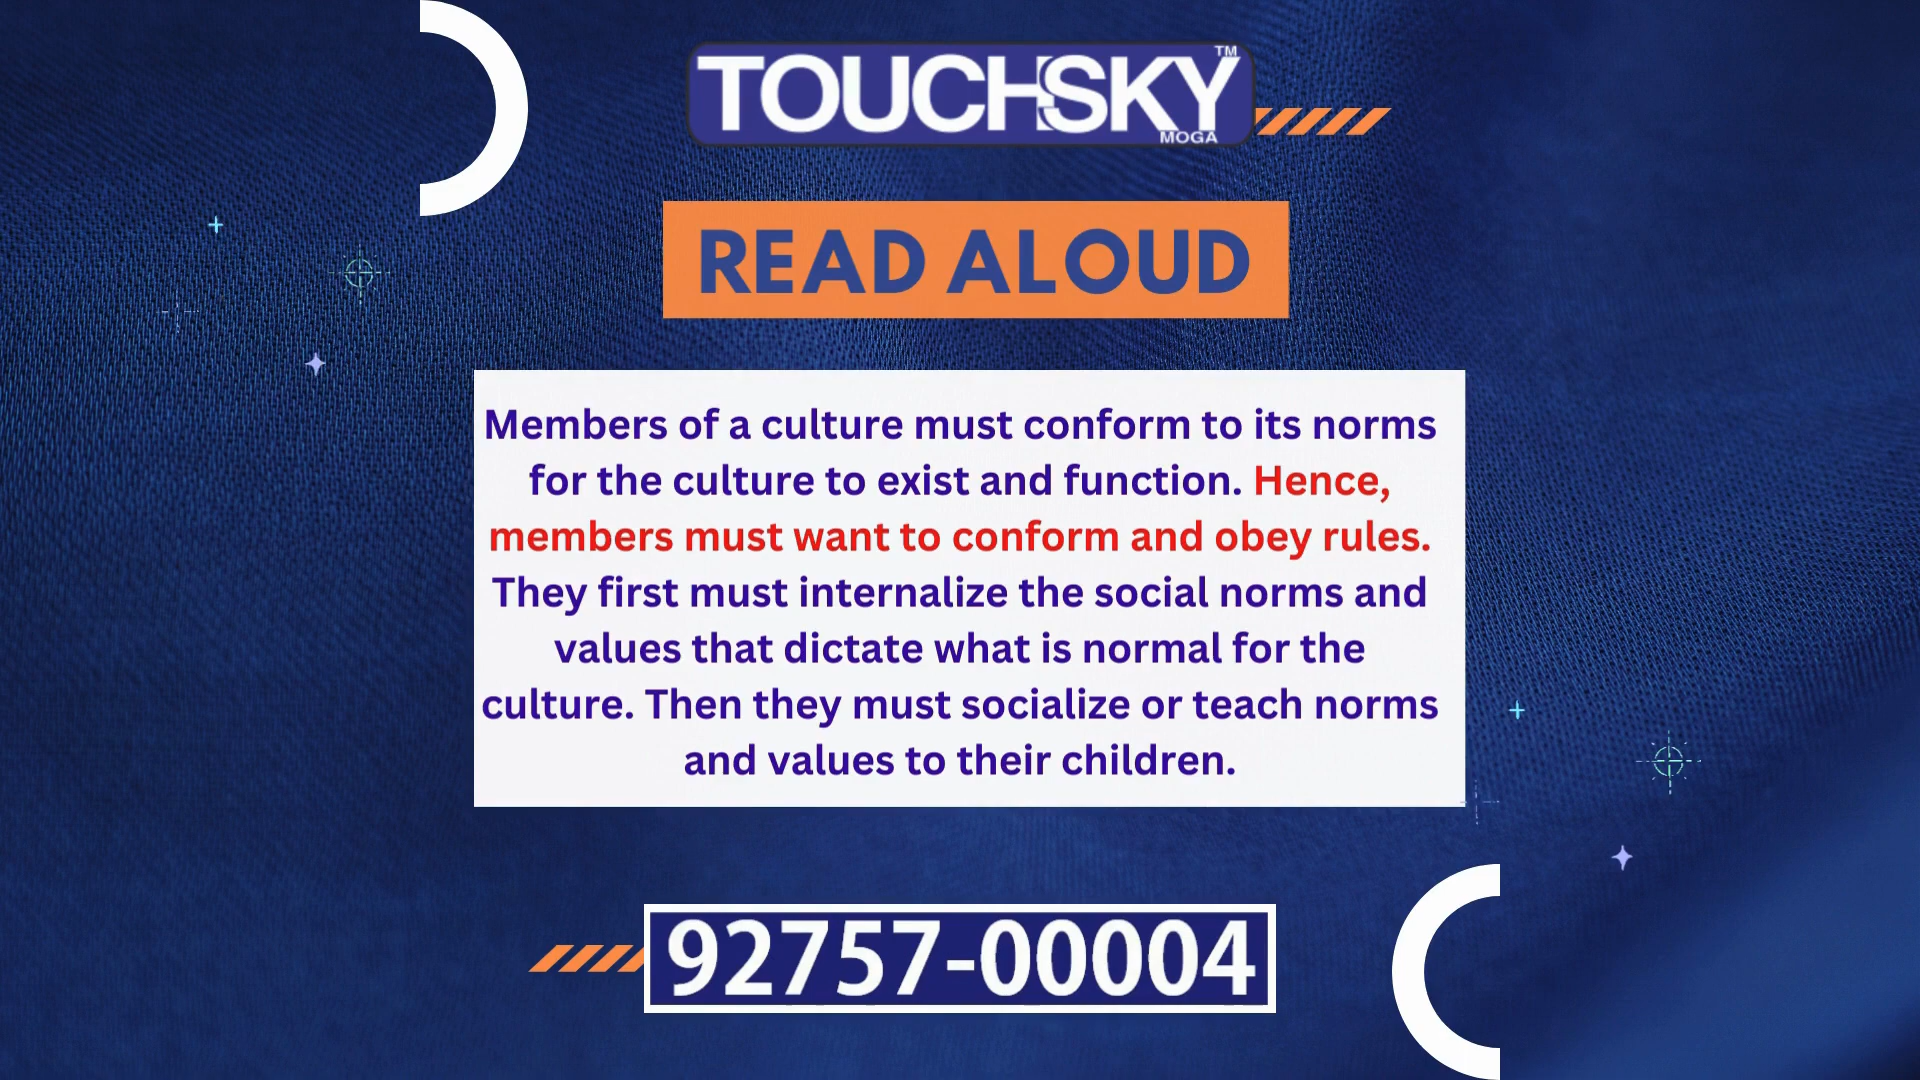 TOUCHSKY TM
MOGA
READ ALOUD
Members of a culture must conform to its norms
for the culture to exist and function. Hence,
members must want to conform and obey rules.
They first must internalize the social norms and
values that dictate what is normal for the
culture. Then they must socialize or teach norms
and values to their children.
92757-00004